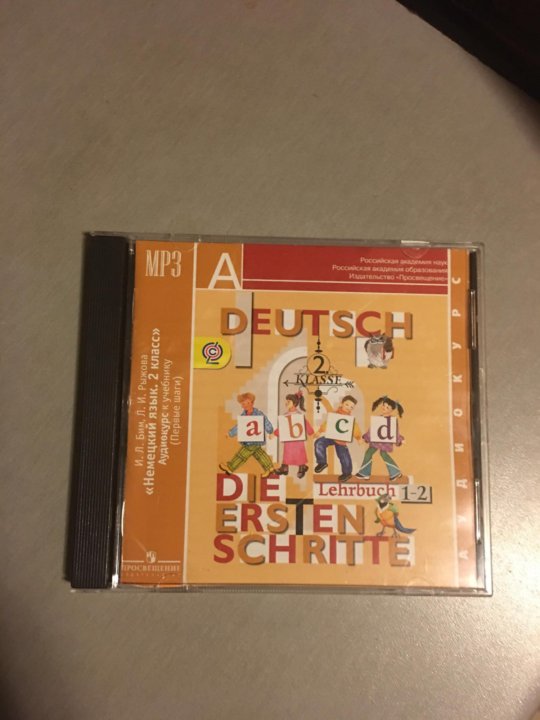 MP3
А
Российская академия наук
Российская академия образования
Издательство «Просвещение»
И. Л. Бим, Л. И. Рыжова
«Немецкий язык. 2 класс»
Аудиокурс к учебнику
(Первые шаги)
DEUTSCH
2
KLASSE
a b c d
Lehrbuch 1-2
DIE
ERSTEN
SCHRITTE
АУДИОКУРС
ПРОСВЕЩЕНИЕ